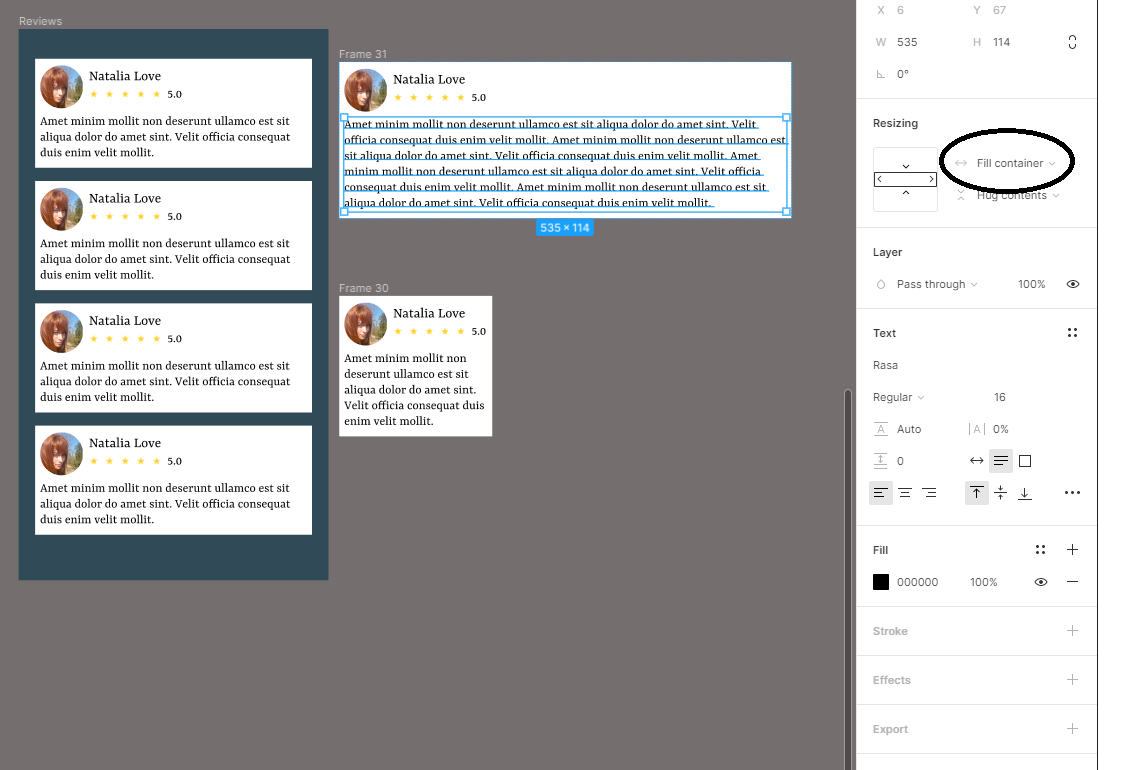 Reviews
Natalia Love
5.0
Amet minim mollit non deserunt ullamco est sit
aliqua dolor do amet sint. Velit officia consequat
duis enim velit mollit.
Natalia Love
5.0
Amet minim mollit non deserunt ullamco est sit
aliqua dolor do amet sint. Velit officia consequat
duis enim velit mollit.
Natalia Love
5.0
Amet minim mollit non deserunt ullamco est sit
aliqua dolor do amet sint. Velit officia consequat
duis enim velit mollit.
Natalia Love
5.0
Amet minim mollit non deserunt ullamco est sit
aliqua dolor do amet sint. Velit officia consequat
duis enim velit mollit.
Frame 31
Natalia Love
5.0
Amet minim mollit non deserunt ullamco est sit aliqua dolor do amet sint. Velit
officia consequat duis enim velit mollit. Amet minim mollit non deserunt ullamco est
sit aliqua dolor do amet sint. Velit officia consequat duis enim velit mollit. Amet
minim mollit non deserunt ullamco est sit aliqua dolor do amet sint. Velit officia
consequat duis enim velit mollit. Amet minim mollit non deserunt ullamco est sit
aliqua dolor do amet sint. Velit officia consequat duis enim velit mollit.
535 × 114
Frame 30
Natalia Love
5.0
Amet minim mollit non
deserunt ullamco est sit
aliqua dolor do amet sint.
Velit officia consequat duis
enim velit mollit.
X 6 Y 67
W 535 H 114
0°
Resizing
Fill container
Hug contents
Layer
Pass through 100%
Text
Rasa
Regular 16
A Auto |A| 0%
0
Fill
000000 100%
Stroke
Effects
Export